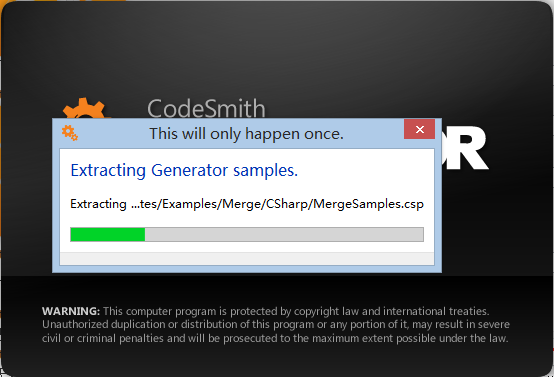 CodeSmith
This will only happen once.
OR
Extracting Generator samples.
Extracting ...tes/Examples/Merge/CSharp/MergeSamples.csp
WARNING: This computer program is protected by copyright law and international treaties.
Unauthorized duplication or distribution of this program or any portion of it, may result in severe
civil or criminal penalties and will be prosecuted to the maximum extent possible under the law.